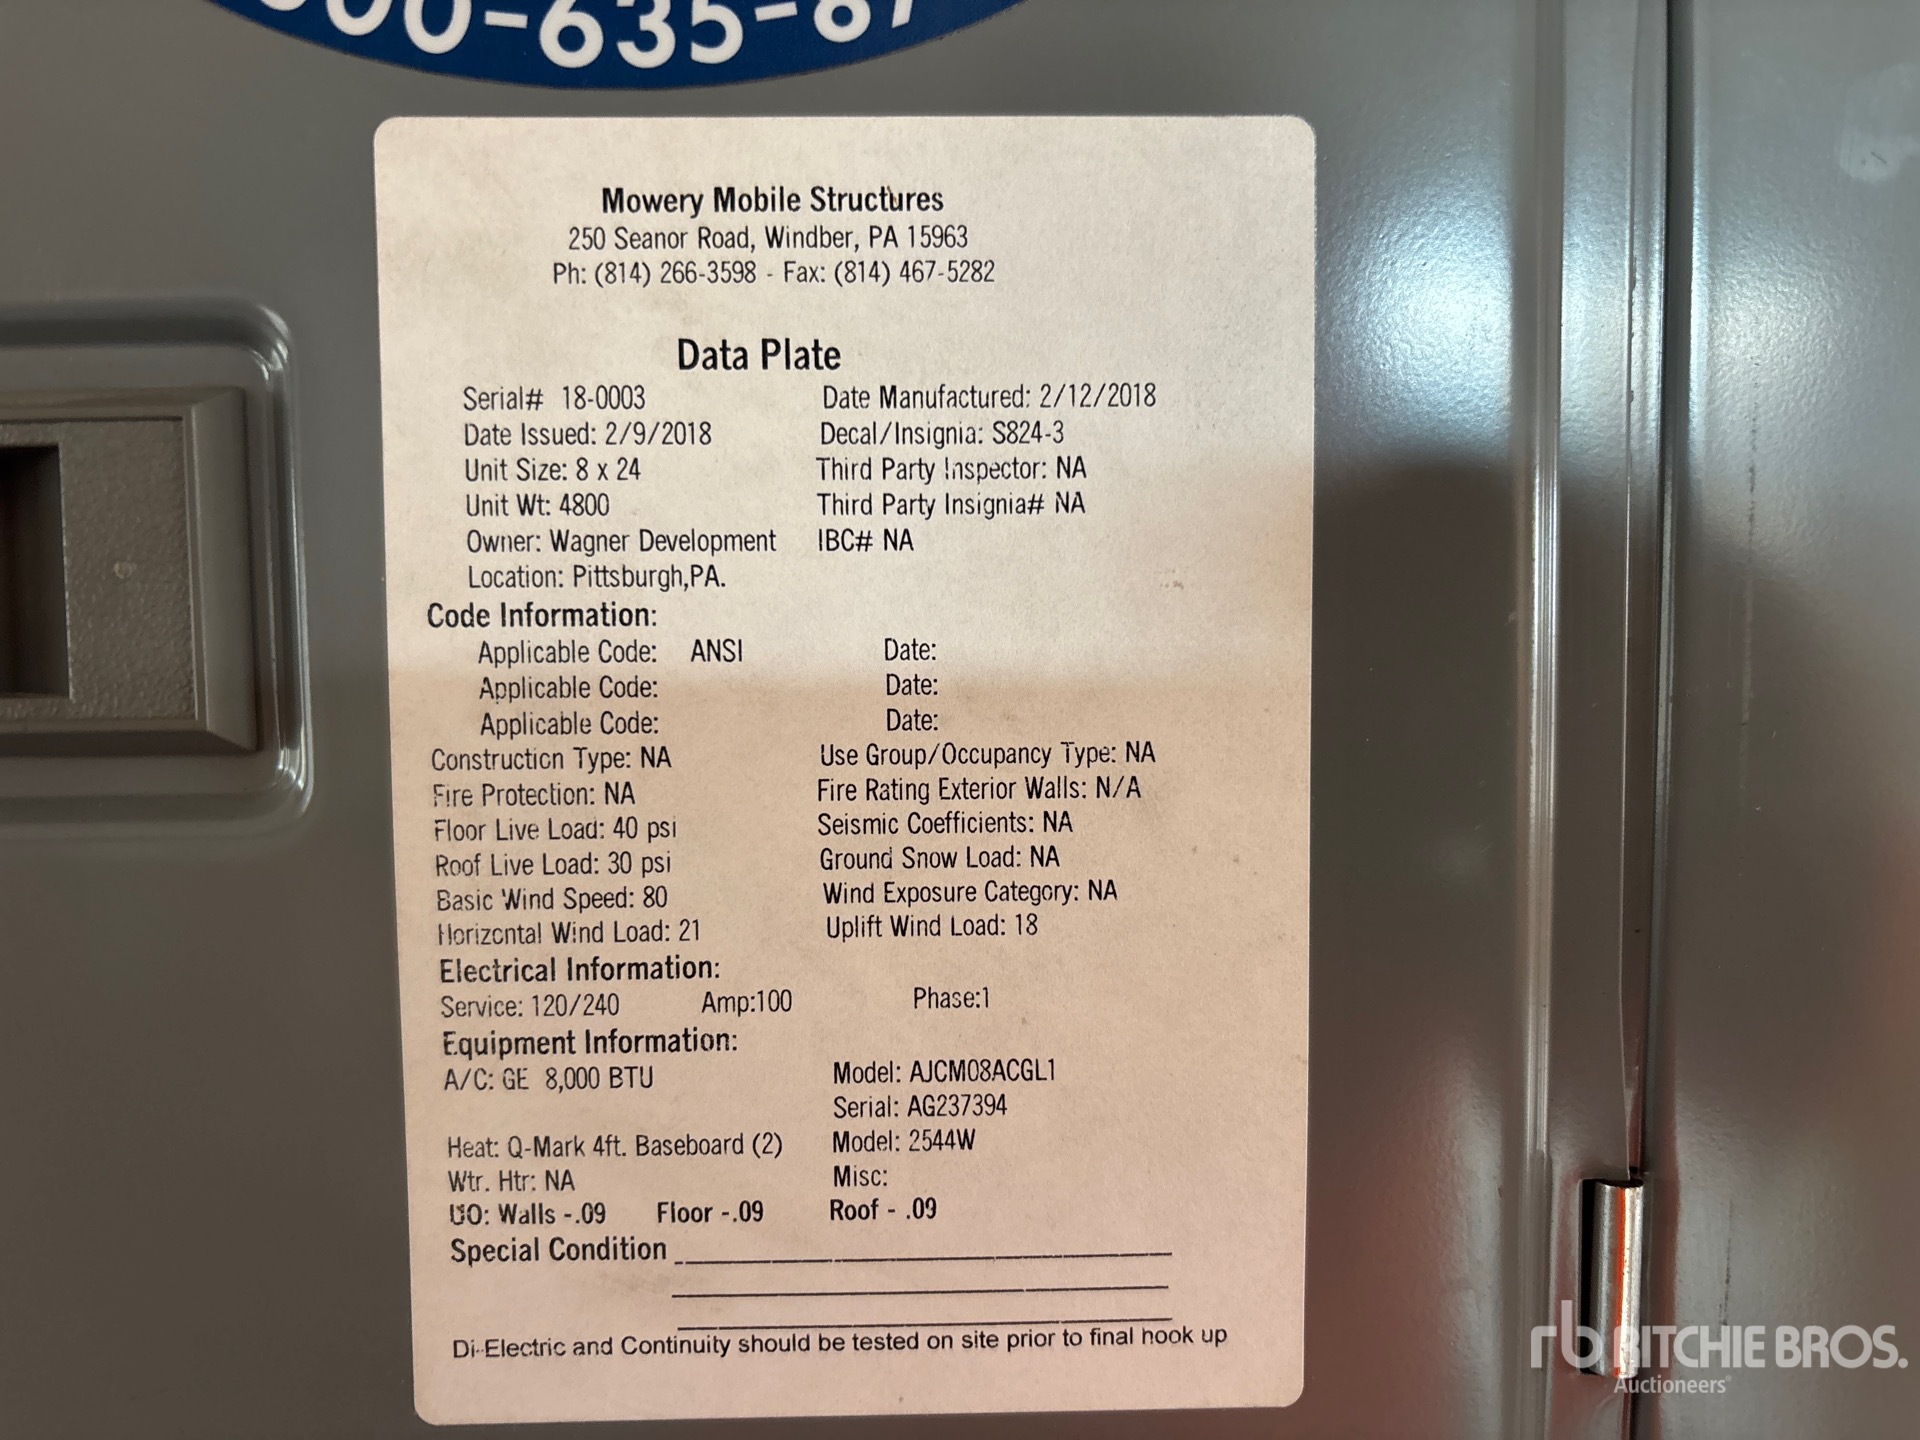 00-635-67
Mowery Mobile Structures
250 Seanor Road, Windber, PA 15963
Ph: (814) 266-3598 - Fax: (814) 467-5282
Data Plate
Serial# 18-0003 Date Manufactured: 2/12/2018
Date Issued: 2/9/2018 Decal/Insignia: S824-3
Unit Size: 8 x 24 Third Party Inspector: NA
Unit Wt: 4800 Third Party Insignia# NA
Owner: Wagner Development IBC# NA
Location: Pittsburgh,PA.
Code Information:
Applicable Code: ANSI Date:
Applicable Code: Date:
Applicable Code: Date:
Construction Type: NA Use Group/Occupancy Type: NA
Fire Protection: NA Fire Rating Exterior Walls: N/A
Floor Live Load: 40 psi Seismic Coefficients: NA
Roof Live Load: 30 psi Ground Snow Load: NA
Basic Wind Speed: 80 Wind Exposure Category: NA
Horizontal Wind Load: 21 Uplift Wind Load: 18
Electrical Information:
Service: 120/240 Amp:100 Phase:1
Equipment Information:
A/C: GE 8,000 BTU Model: AJCM08ACGL1
Serial: AG237394
Heat: Q-Mark 4ft. Baseboard (2) Model: 2544W
Wtr. Htr: NA Misc:
UO: Walls -.09 Floor -.09 Roof - .09
Special Condition
Di-Electric and Continuity should be tested on site prior to final hook up
rb RITCHIE BROS.
Auctioneers